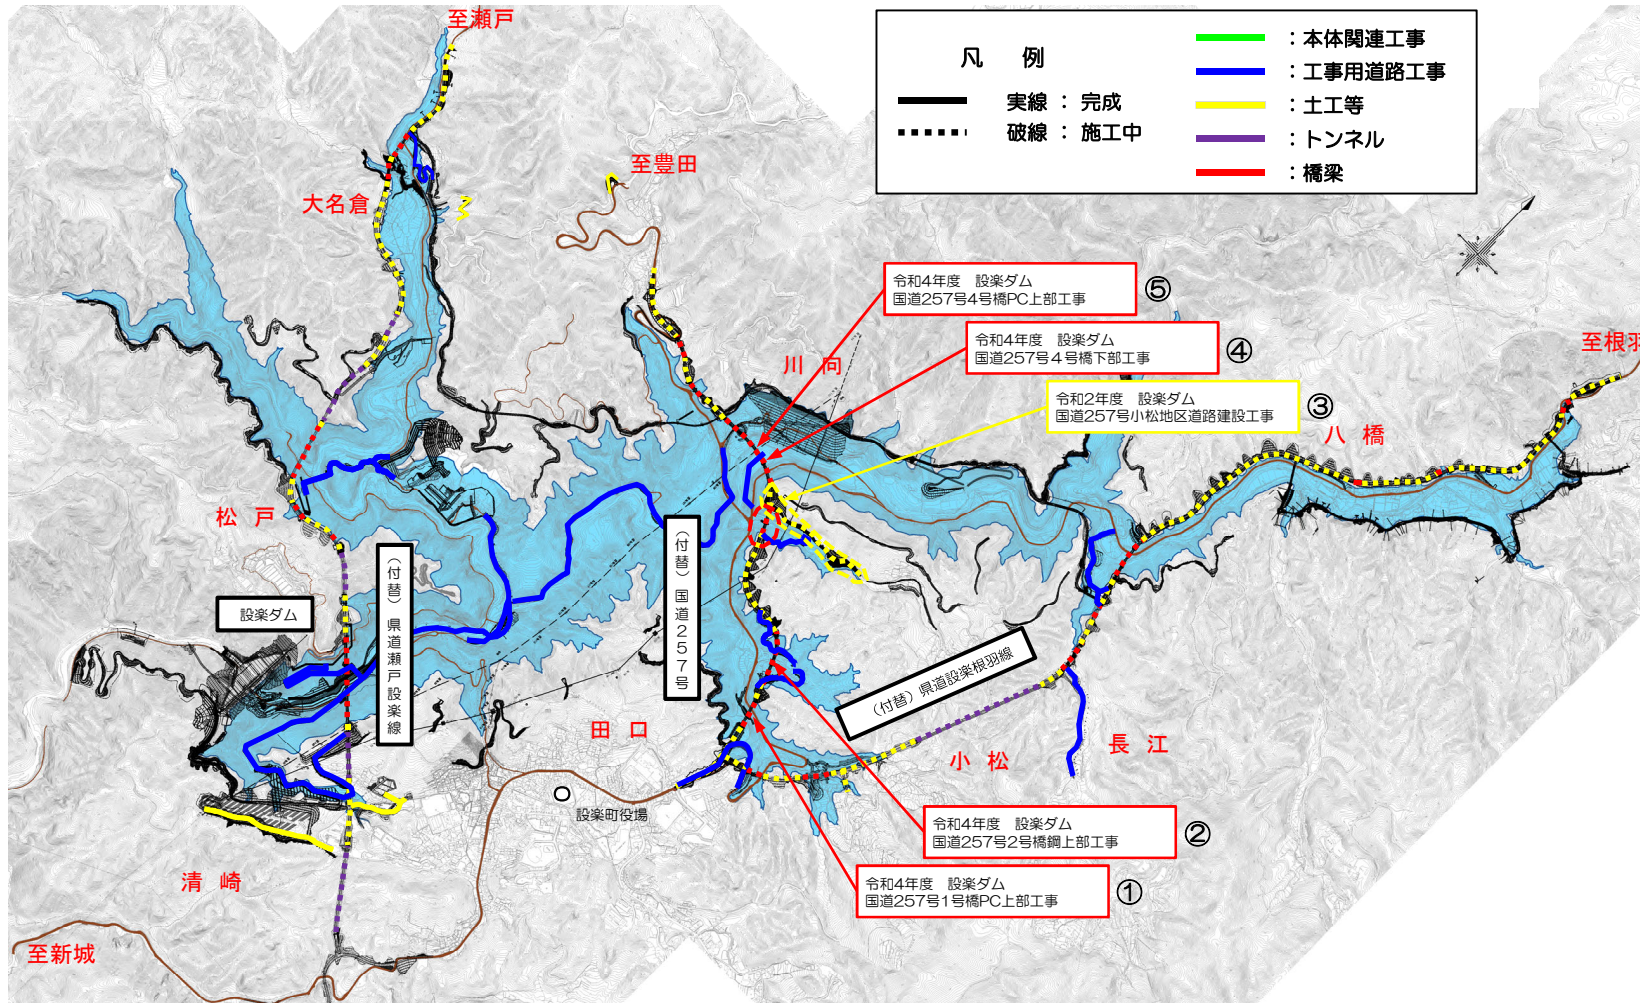 至瀬戸
凡 例
実線 : 完成
破線 : 施工中
: 本体関連工事
: 工事用道路工事
: 土工等
: トンネル
: 橋梁
至豊田
大名倉
令和4年度 設楽ダム
国道257号4号橋PC上部工事
⑤
令和4年度 設楽ダム
国道257号4号橋下部工事
④
川 向
至根羽
令和2年度 設楽ダム
国道257号小松地区道路建設工事
③
八 橋
松 戸
(付替) 県道瀬戸設楽線
(付替) 国道257号
設楽ダム
(付替) 県道設楽根羽線
田 口
小 松
長 江
設楽町役場
令和4年度 設楽ダム
国道257号2号橋鋼上部工事
②
清 崎
令和4年度 設楽ダム
国道257号1号橋PC上部工事
①
至新城